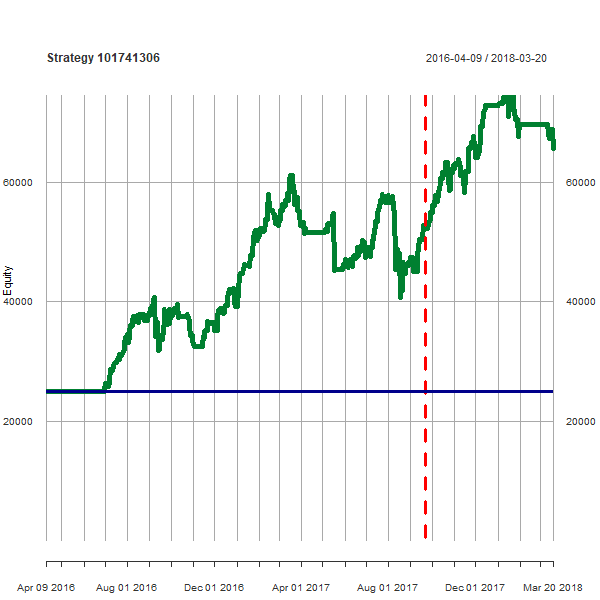 Strategy 101741306
2016-04-09 / 2018-03-20
60000
60000
Equity
40000
40000
20000
20000
Apr 09 2016
Aug 01 2016
Dec 01 2016
Apr 01 2017
Aug 01 2017
Dec 01 2017
Mar 20 2018